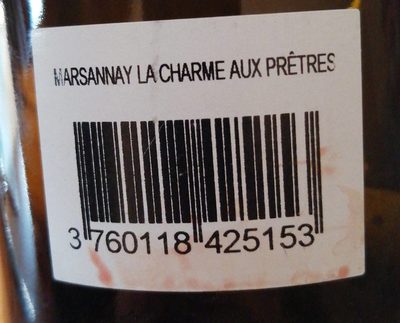 MARSANNAY LA CHARME AUX PRÊTRES
3 760118 425153